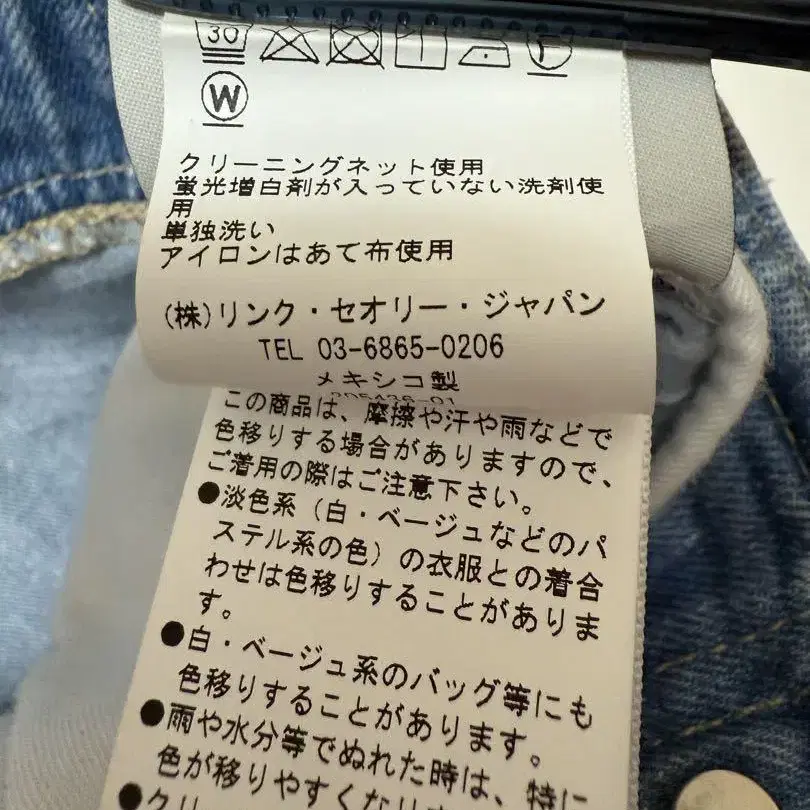 30
F
W
クリーニングネット使用
蛍光増白剤が入っていない洗剤使
用
単独洗い
アイロンはあて布使用
(株)リンク・セオリー・ジャパン
TEL 03-6865-0206
メキシコ製
この商品は、摩擦や汗や雨などで
色移りする場合がありますので、
ご着用の際はご注意下さい。
●淡色系(白・ベージュなどのパ
ステル系の色)の衣服との着合
わせは色移りすることがありま
す。
●白・ベージュ系のバッグ等にも
色移りすることがあります。
●雨や水分等でぬれた時は、特に
色が移りやすくなりま
●クリ